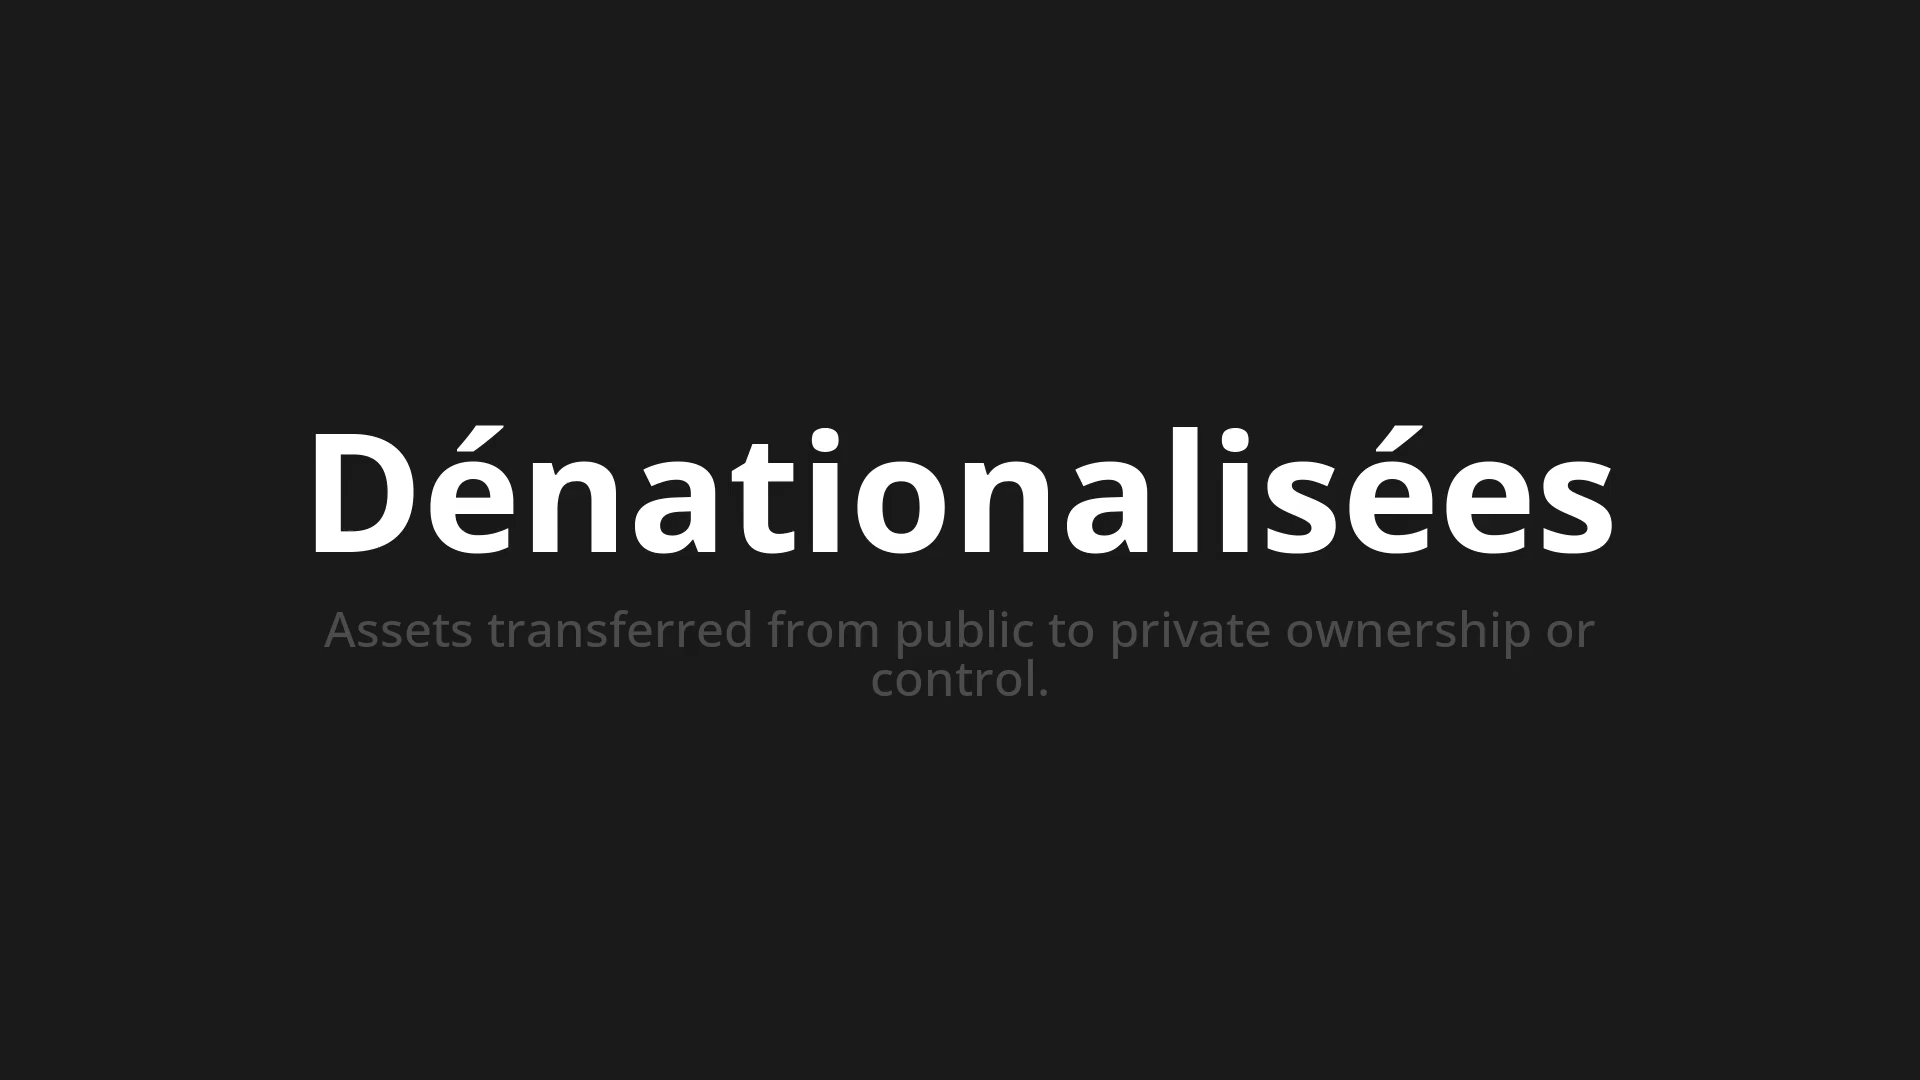 Dénationalisées
Assets transferred from public to private ownership or
control.